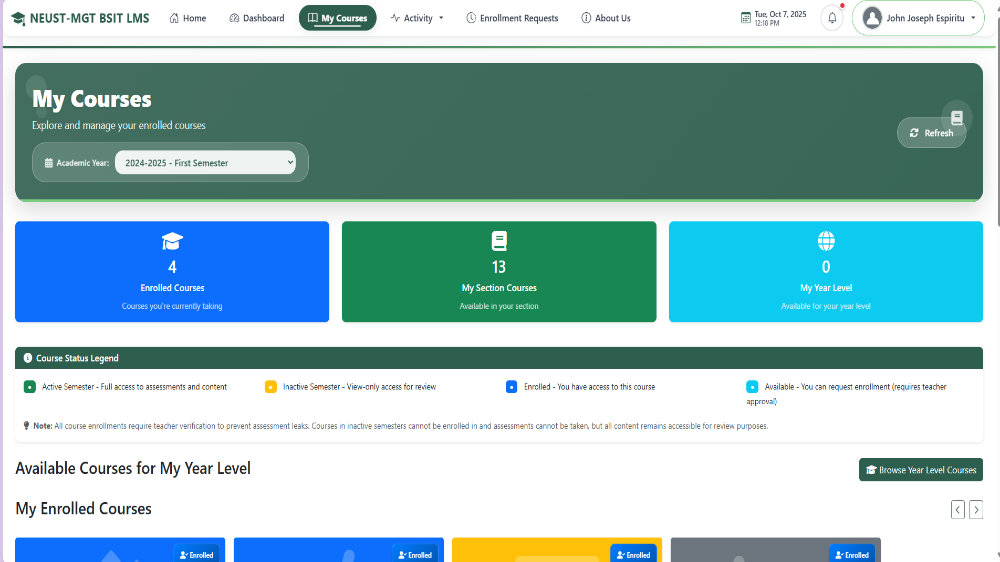 NEUST-MGT BSIT LMS
Home
Dashboard
My Courses
Activity
Enrollment Requests
About Us
Tue, Oct 7, 2025
12:18 PM
John Joseph Espiritu
My Courses
Explore and manage your enrolled courses
Academic Year:
2024-2025 - First Semester
Refresh
4
Enrolled Courses
Courses you're currently taking
13
My Section Courses
Available in your section
0
My Year Level
Available for your year level
Course Status Legend
Active Semester - Full access to assessments and content
Inactive Semester - View-only access for review
Enrolled - You have access to this course
Available - You can request enrollment (requires teacher
approval)
Note: All course enrollments require teacher verification to prevent assessment leaks. Courses in inactive semesters cannot be enrolled in and assessments cannot be taken, but all content remains accessible for review purposes.
Available Courses for My Year Level
Browse Year Level Courses
My Enrolled Courses
Enrolled
Enrolled
Enrolled
Enrolled